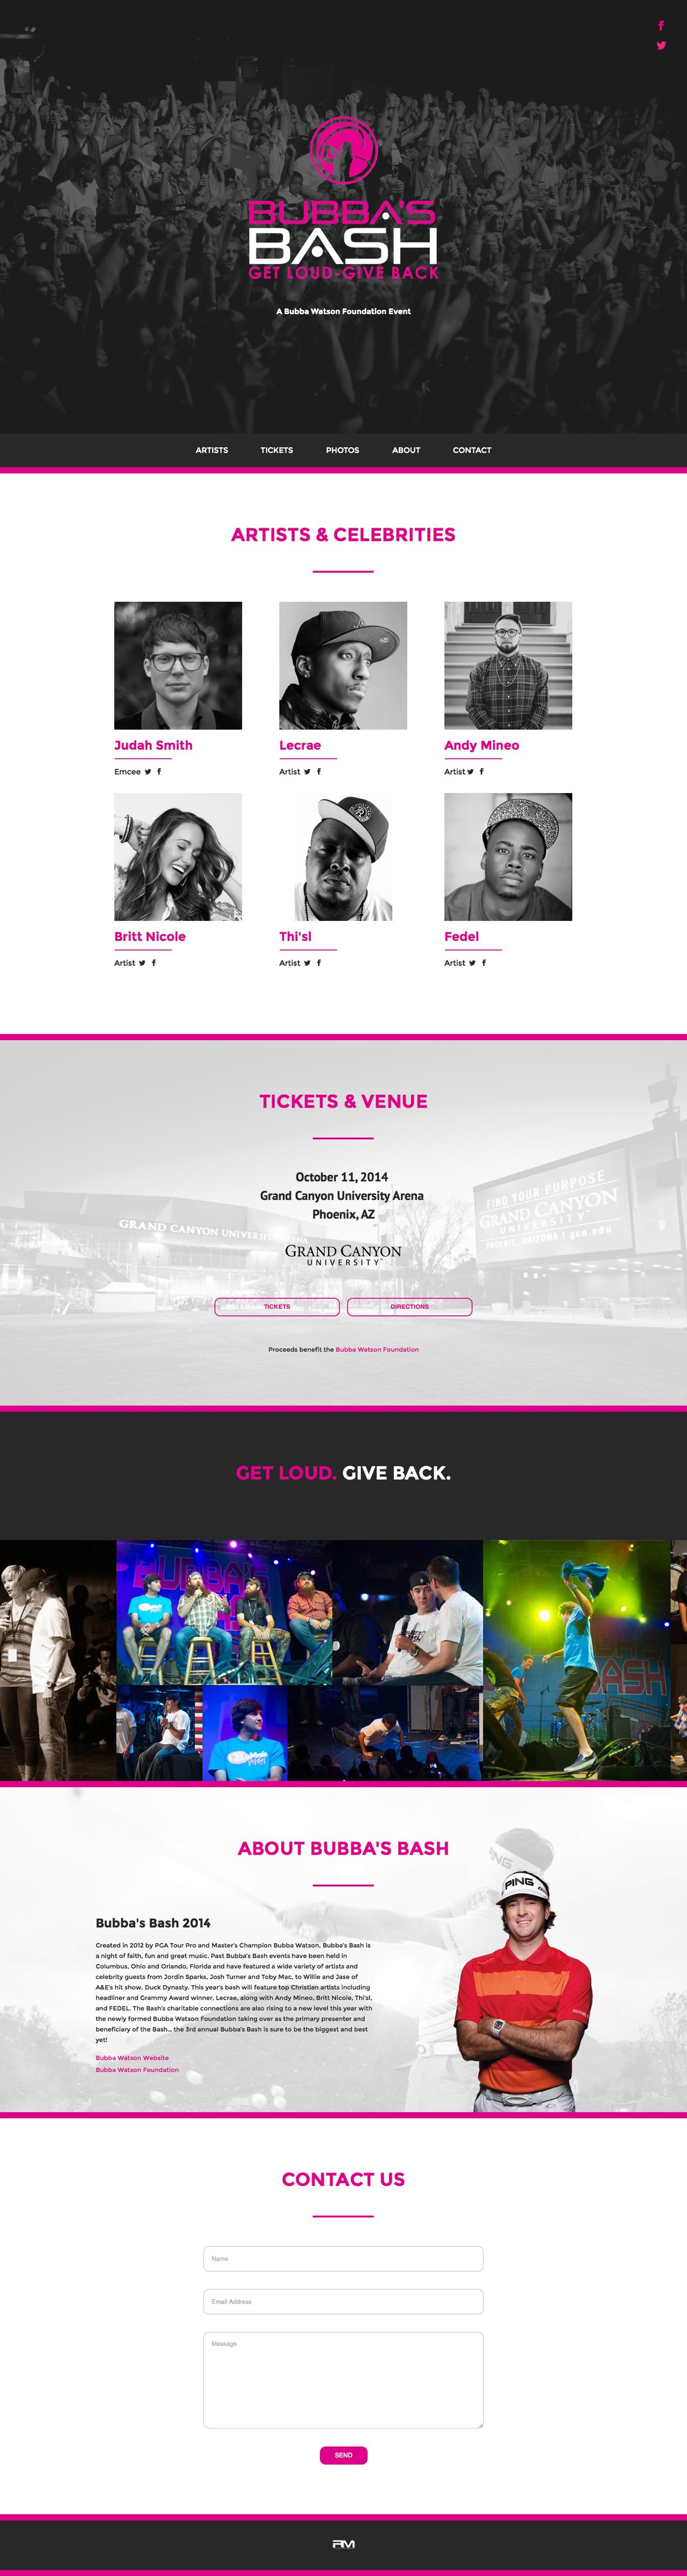 BUBBA'S
BASH
GET LOUD-GIVE BACK
A Bubba Watson Foundation Event
ARTISTS TICKETS PHOTOS ABOUT CONTACT
ARTISTS & CELEBRITIES
Judah Smith
Emcee
Lecrae
Artist
Andy Mineo
Artist
Britt Nicole
Artist
Thi'sl
Artist
Fedel
Artist
TICKETS & VENUE
October 11, 2014
Grand Canyon University Arena
Phoenix, AZ
GRAND CANYON UNIVERSITY ARENA
FIND YOUR PURPOSE
GRAND CANYON
UNIVERSITY
PHOENIX, ARIZONA | gcu.edu
GRAND CANYON
UNIVERSITY
TICKETS
DIRECTIONS
Proceeds benefit the Bubba Watson Foundation
GET LOUD. GIVE BACK.
BUBBA'S
BASH
ABOUT BUBBA'S BASH
PING
PING
Bubba's Bash 2014
Created in 2012 by PGA Tour Pro and Master's Champion Bubba Watson, Bubba's Bash is
a night of faith, fun and great music. Past Bubba's Bash events have been held in
Columbus, Ohio and Orlando, Florida and have featured a wide variety of artists and
celebrity guests from Jordin Sparks, Josh Turner and Toby Mac, to Willie and Jase of
A&E's hit show, Duck Dynasty. This year's bash will feature top Christian artists including
headliner and Grammy Award winner, Lecrae, along with Andy Mineo, Britt Nicole, Thi'sl,
and FEDEL. The Bash's charitable connections are also rising to a new level this year with
the newly formed Bubba Watson Foundation taking over as the primary presenter and
beneficiary of the Bash... the 3rd annual Bubba's Bash is sure to be the biggest and best
yet!
Bubba Watson Website
Bubba Watson Foundation
CONTACT US
Name
Email Address
Message
SEND
RM